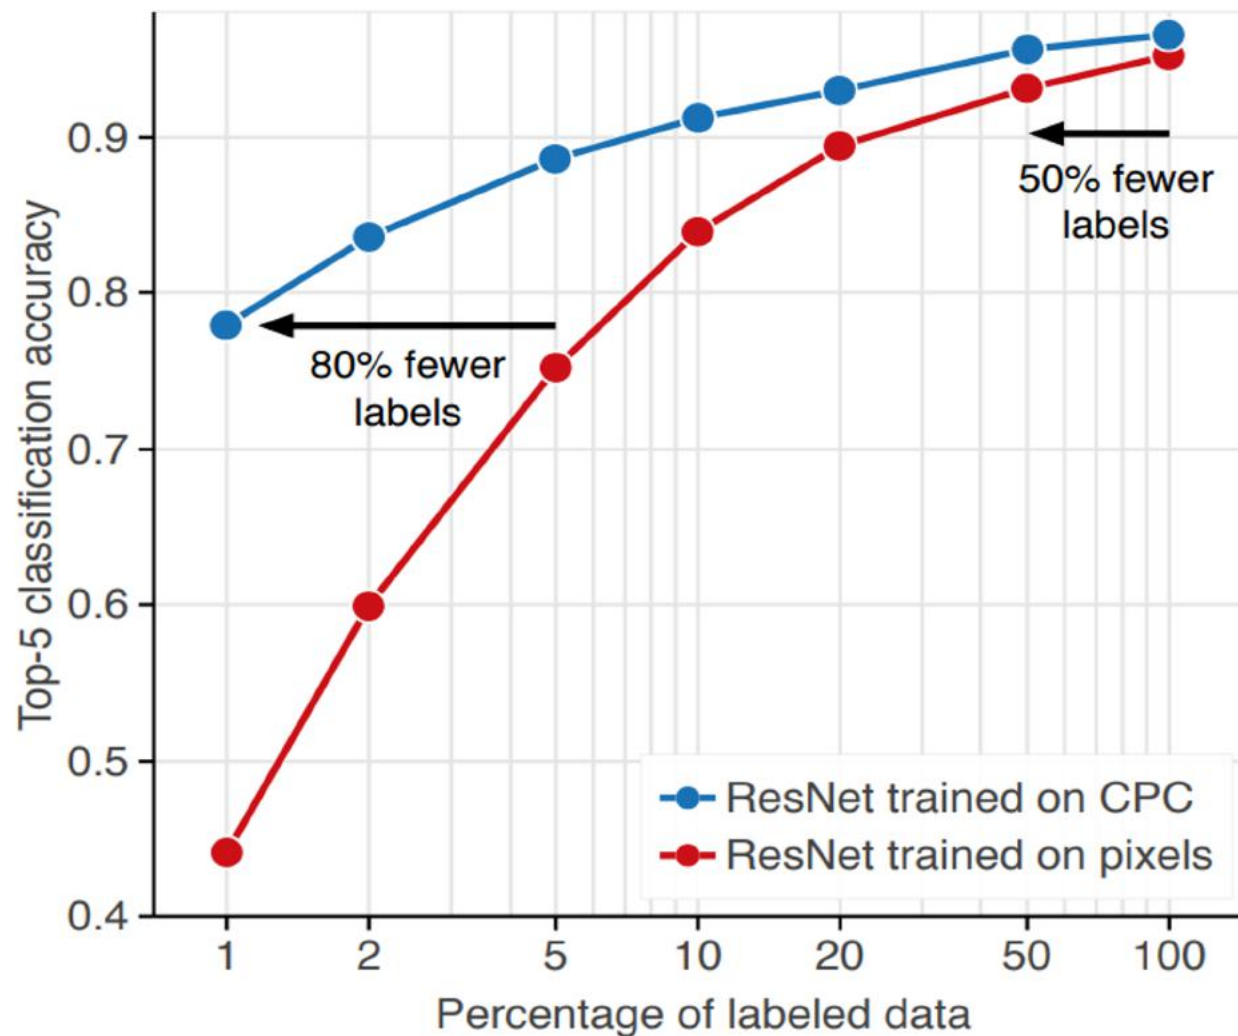 Top-5 classification accuracy
0.9
0.8
0.7
0.6
0.5
0.4
50% fewer
labels
80% fewer
labels
ResNet trained on CPC
ResNet trained on pixels
1 2 5 10 20 50 100
Percentage of labeled data